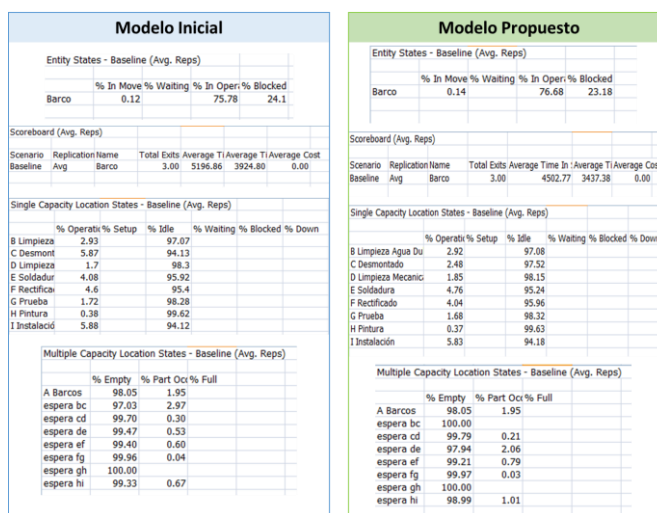 Modelo Inicial
Entity States - Baseline (Avg. Reps)
% In Move % Waiting % In Oper % Blocked
Barco 0.12 75.78 24.1
Scoreboard (Avg. Reps)
Scenario Replication Name Total Exits Average Ti Average Ti Average Cost
Baseline Avg Barco 3.00 5196.86 3924.80 0.00
Single Capacity Location States - Baseline (Avg. Reps)
% Operatic % Setup % Idle % Waiting % Blocked % Down
B Limpieza 2.93 97.07
C Desmont 5.87 94.13
D Limpieza 1.7 98.3
E Soldadur 4.08 95.92
F Rectifica 4.6 95.4
G Prueba 1.72 98.28
H Pintura 0.38 99.62
I Instalació 5.88 94.12
Multiple Capacity Location States - Baseline (Avg. Reps)
% Empty % Part Occ % Full
A Barcos 98.05 1.95
espera bc 97.03 2.97
espera cd 99.70 0.30
espera de 99.47 0.53
espera ef 99.40 0.60
espera fg 99.96 0.04
espera gh 100.00
espera hi 99.33 0.67
Modelo Propuesto
Entity States - Baseline (Avg. Reps)
% In Move % Waiting % In Oper % Blocked
Barco 0.14 76.68 23.18
Scoreboard (Avg. Reps)
Scenario Replication Name Total Exits Average Time In Average Ti Average Cos
Baseline Avg Barco 3.00 4502.77 3437.38 0.00
Single Capacity Location States - Baseline (Avg. Reps)
% Operatic % Setup % Idle % Waiting % Blocked % Down
B Limpieza Agua Du 2.92 97.08
C Desmontado 2.48 97.52
D Limpieza Mecanic 1.85 98.15
E Soldadura 4.76 95.24
F Rectificado 4.04 95.96
G Prueba 1.68 98.32
H Pintura 0.37 99.63
I Instalación 5.83 94.18
Multiple Capacity Location States - Baseline (Avg. Reps)
% Empty % Part Occ % Full
A Barcos 98.05 1.95
espera bc 100.00
espera cd 99.79 0.21
espera de 97.94 2.06
espera ef 99.21 0.79
espera fg 99.97 0.03
espera gh 100.00
espera hi 98.99 1.01